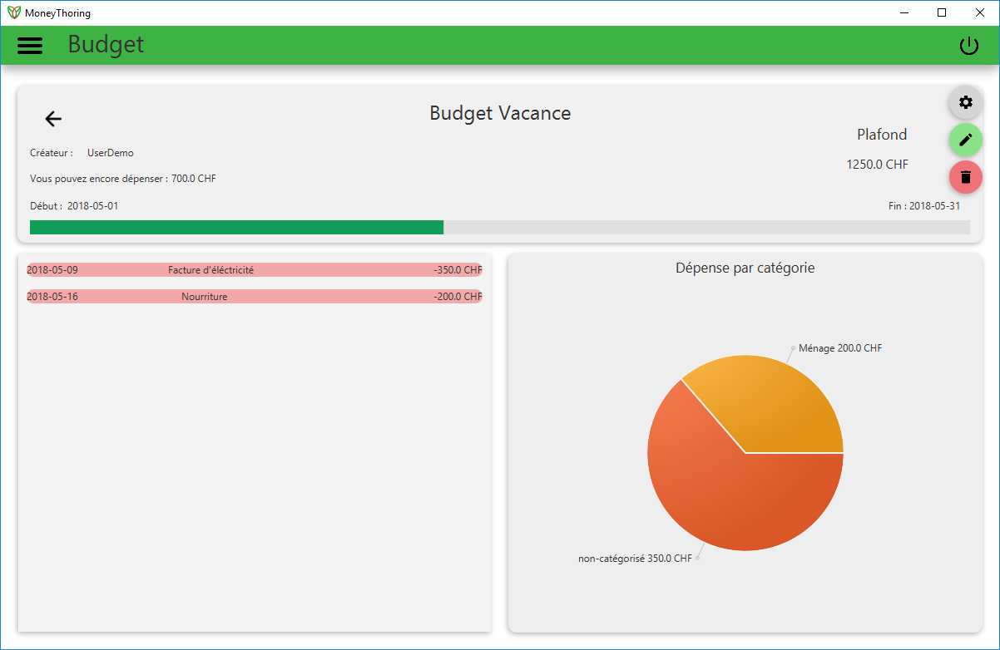 MoneyThoring
Budget
Budget Vacance
Plafond
1250.0 CHF
Créateur : UserDemo
Vous pouvez encore dépenser : 700.0 CHF
Début : 2018-05-01
Fin : 2018-05-31
2018-05-09 Facture d'éléctricité -350.0 CHF
2018-05-16 Nourriture -200.0 CHF
Dépense par catégorie
Ménage 200.0 CHF
non-catégorisé 350.0 CHF